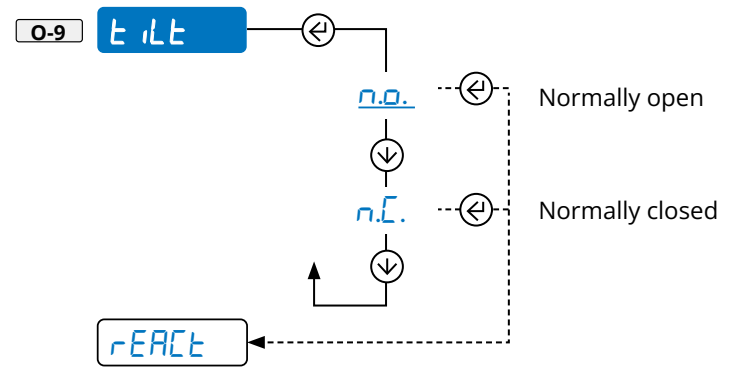 O-9 tiLt
n.o. Normally open
n.C. Normally closed
rEACt